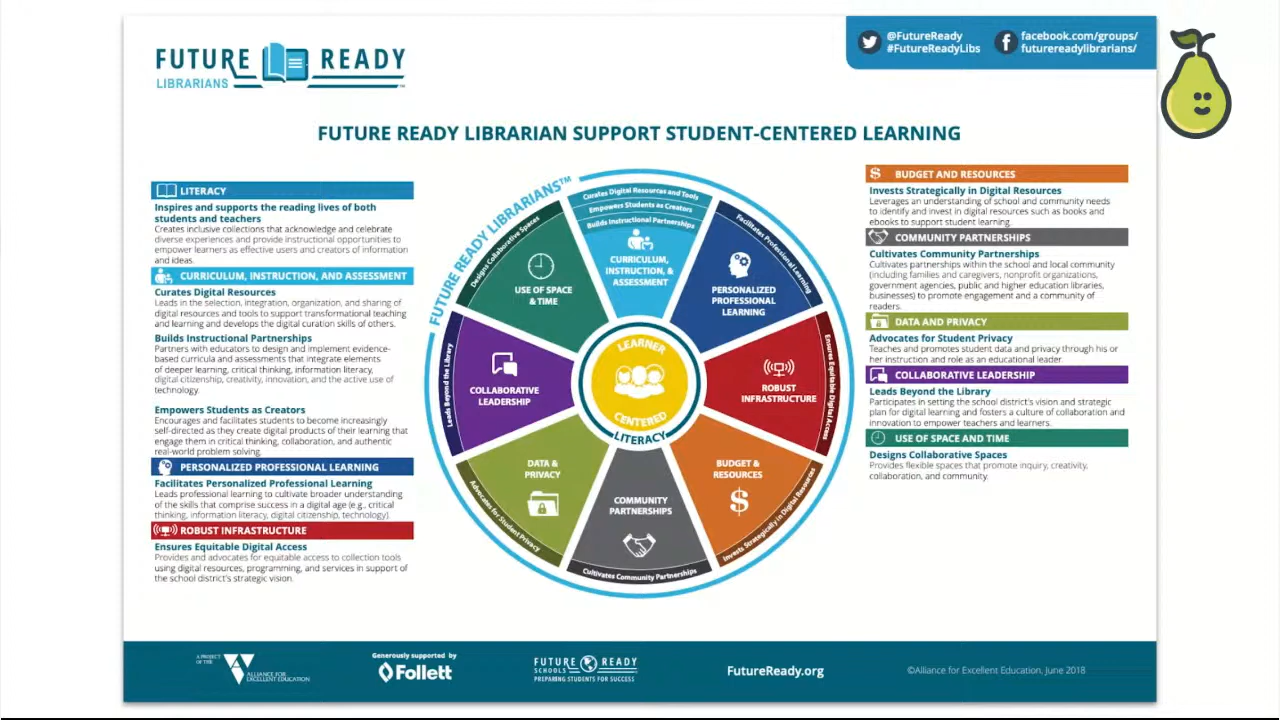 FUTURE READY
LIBRARIANS
@FutureReady
#FutureReadyLibs
facebook.com/groups/
futurereadylibrarians/
FUTURE READY LIBRARIAN SUPPORT STUDENT-CENTERED LEARNING
LITERACY
Inspires and supports the reading lives of both
students and teachers
Creates inclusive collections that acknowledge and celebrate
diverse experiences and provide instructional opportunities to
empower learners as effective users and creators of information
and ideas.
CURRICULUM, INSTRUCTION, AND ASSESSMENT
Curates Digital Resources
Leads in the selection, integration, organization, and sharing of
digital resources and tools to support transformational teaching
and learning and develops the digital curation skills of others.
Builds Instructional Partnerships
Partners with educators to design and implement evidence-
based curricula and assessments that integrate elements
of deeper learning, critical thinking, information literacy,
digital citizenship, creativity, innovation, and the active use of
technology.
Empowers Students as Creators
Encourages and facilitates students to become increasingly
self-directed as they create digital products of their learning that
engage them in critical thinking, collaboration, and authentic
real-world problem solving.
PERSONALIZED PROFESSIONAL LEARNING
Facilitates Personalized Professional Learning
Leads professional learning to cultivate broader understanding
of the skills that comprise success in a digital age (e.g., critical
thinking, information literacy, digital citizenship, technology)
ROBUST INFRASTRUCTURE
Ensures Equitable Digital Access
Provides and advocates for equitable access to collection tools
using digital resources, programming, and services in support of
the school district's strategic vision.
FUTURE READY LIBRARIANS™
Curates Digital Resources and Tools
Empowers Students as Creators
Builds Instructional Partnerships
CURRICULUM,
INSTRUCTION, &
ASSESSMENT
Facilitates Professional Learning
PERSONALIZED
PROFESSIONAL
LEARNING
Ensures Equitable Digital Access
ROBUST
INFRASTRUCTURE
Invests Strategically in Digital Resources
BUDGET &
RESOURCES
$
Cultivates Community Partnerships
COMMUNITY
PARTNERSHIPS
Advocates for Student Privacy
DATA &
PRIVACY
Leads Beyond the Library
COLLABORATIVE
LEADERSHIP
Designs Collaborative Spaces
USE OF SPACE
& TIME
LEARNER
CENTERED
LITERACY
$ BUDGET AND RESOURCES
Invests Strategically in Digital Resources
Leverages an understanding of school and community needs
to identify and invest in digital resources such as books and
ebooks to support student learning.
COMMUNITY PARTNERSHIPS
Cultivates Community Partnerships
Cultivates partnerships within the school and local community
(including families and caregivers, nonprofit organizations,
government agencies, public and higher education libraries,
businesses) to promote engagement and a community of
readers.
DATA AND PRIVACY
Advocates for Student Privacy
Teaches and promotes student data and privacy through his or
her instruction and role as an educational leader.
COLLABORATIVE LEADERSHIP
Leads Beyond the Library
Participates in setting the school district's vision and strategic
plan for digital learning and fosters a culture of collaboration and
innovation to empower teachers and learners.
USE OF SPACE AND TIME
Designs Collaborative Spaces
Provides flexible spaces that promote inquiry, creativity,
collaboration, and community.
A PROJECT
OF THE
ALLIANCE FOR
EXCELLENT EDUCATION
Generously supported by
Follett
FUTURE READY
SCHOOLS
PREPARING STUDENTS FOR SUCCESS
FutureReady.org
©Alliance for Excellent Education, June 2018